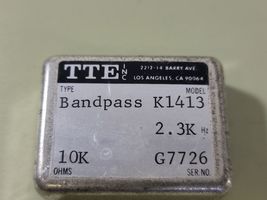 TTE INC
2212-14 BARRY AVE.
LOS ANGELES, CA 90064
TYPE MODEL
Bandpass K1413
2.3K Hz
10K G7726
OHMS SER. NO.